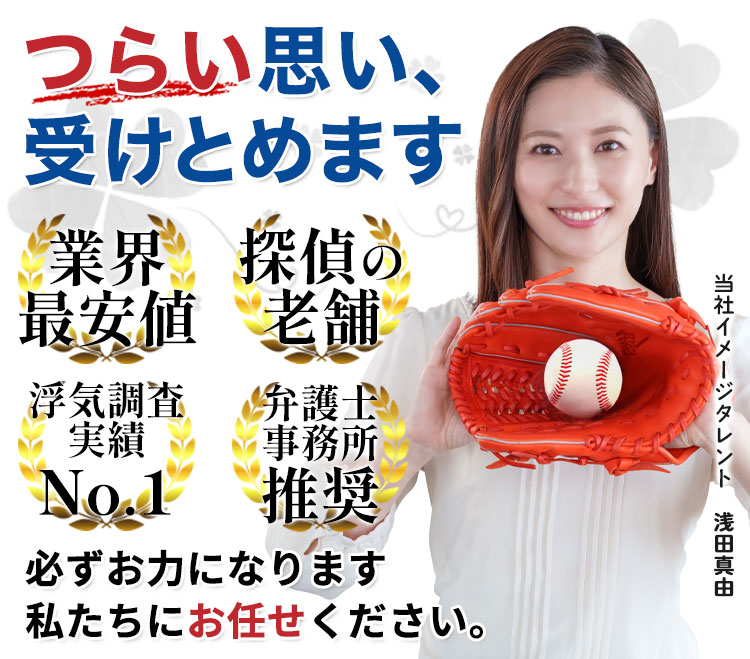 つらい思い、
受けとめます
業界
最安値
探偵の
老舗
浮気調査
実績
No.1
弁護士
事務所
推奨
当社イメージタレント 浅田真由
必ずお力になります
私たちにお任せください。